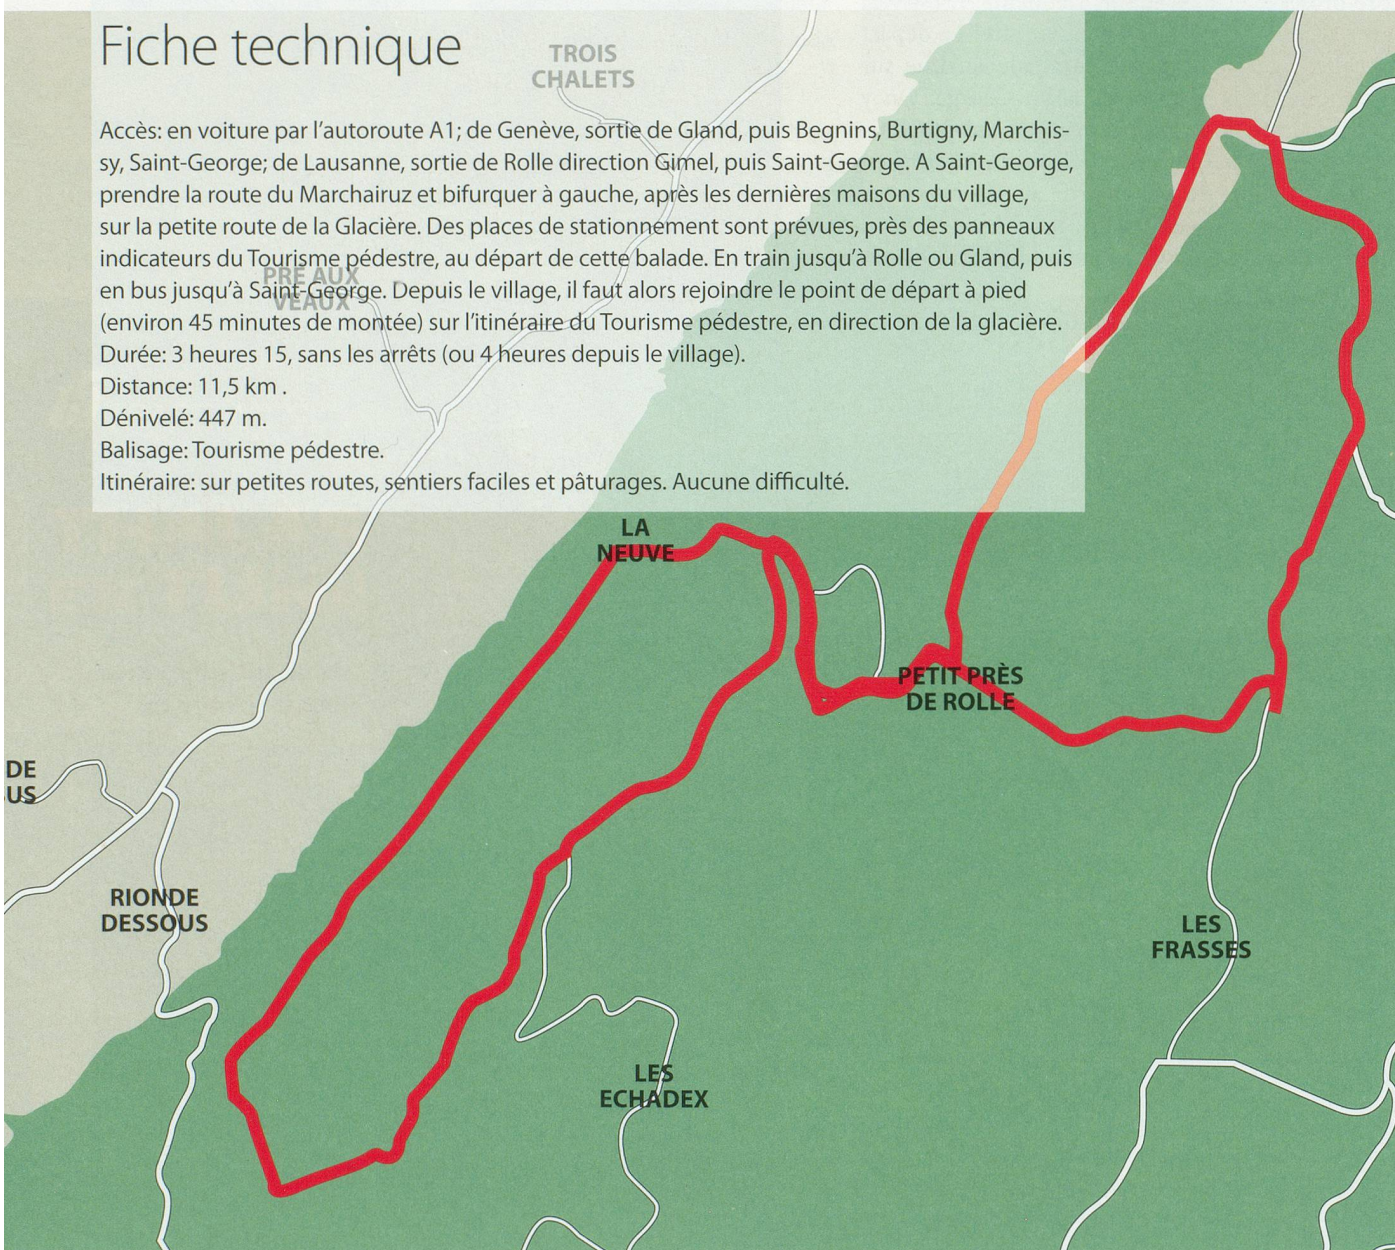 Fiche technique
TROIS
CHALETS
Accès: en voiture par l'autoroute A1; de Genève, sortie de Gland, puis Begnins, Burtigny, Marchis-
sy, Saint-George; de Lausanne, sortie de Rolle direction Gimel, puis Saint-George. A Saint-George,
prendre la route du Marchairuz et bifurquer à gauche, après les dernières maisons du village,
sur la petite route de la Glacière. Des places de stationnement sont prévues, près des panneaux
indicateurs du Tourisme pédestre, au départ de cette balade. En train jusqu'à Rolle ou Gland, puis
en bus jusqu'à Saint-George. Depuis le village, il faut alors rejoindre le point de départ à pied
(environ 45 minutes de montée) sur l'itinéraire du Tourisme pédestre, en direction de la glacière.
Durée: 3 heures 15, sans les arrêts (ou 4 heures depuis le village).
Distance: 11,5 km .
Dénivelé: 447 m.
Balisage: Tourisme pédestre.
Itinéraire: sur petites routes, sentiers faciles et pâturages. Aucune difficulté.
PRÉ AUX
VEAUX
LA
NEUVE
PETIT PRÈS
DE ROLLE
DE
US
RIONDE
DESSOUS
LES
FRASSES
LES
ECHADEX